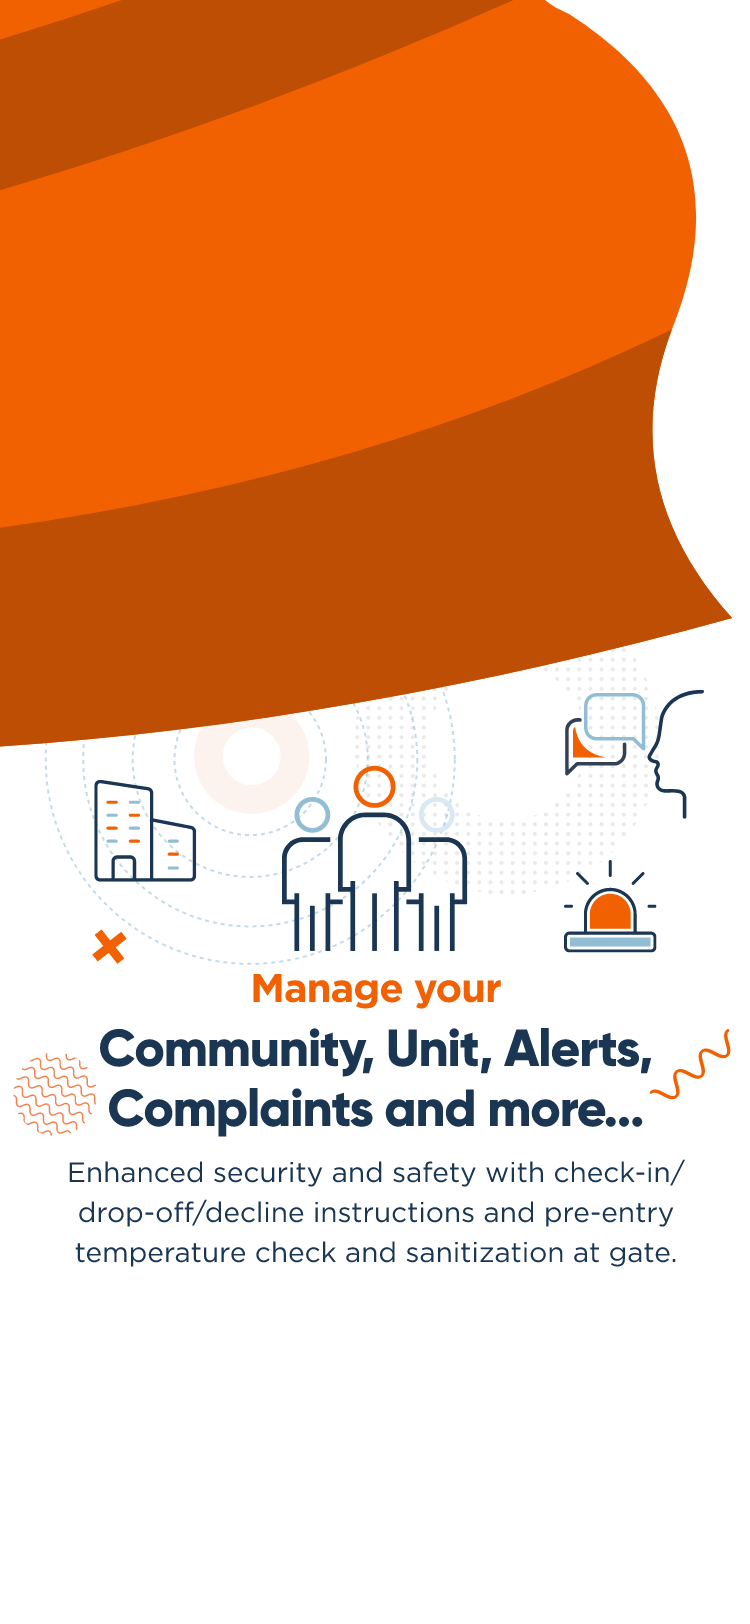 Manage your
Community, Unit, Alerts,
Complaints and more...
Enhanced security and safety with check-in/
drop-off/decline instructions and pre-entry
temperature check and sanitization at gate.